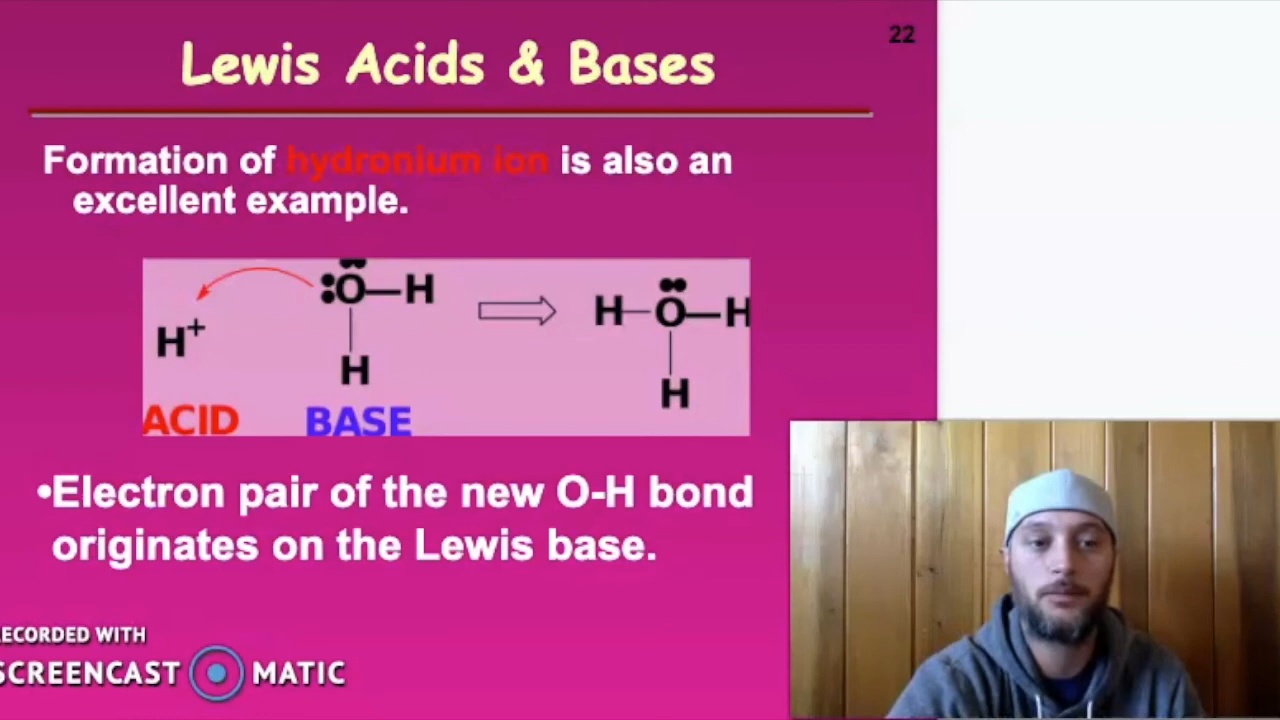 22
Lewis Acids & Bases
Formation of hydronium ion is also an
excellent example.
H+
:O—H
H
H—O—H
H
ACID BASE
•Electron pair of the new O-H bond
originates on the Lewis base.
RECORDED WITH
SCREENCAST MATIC